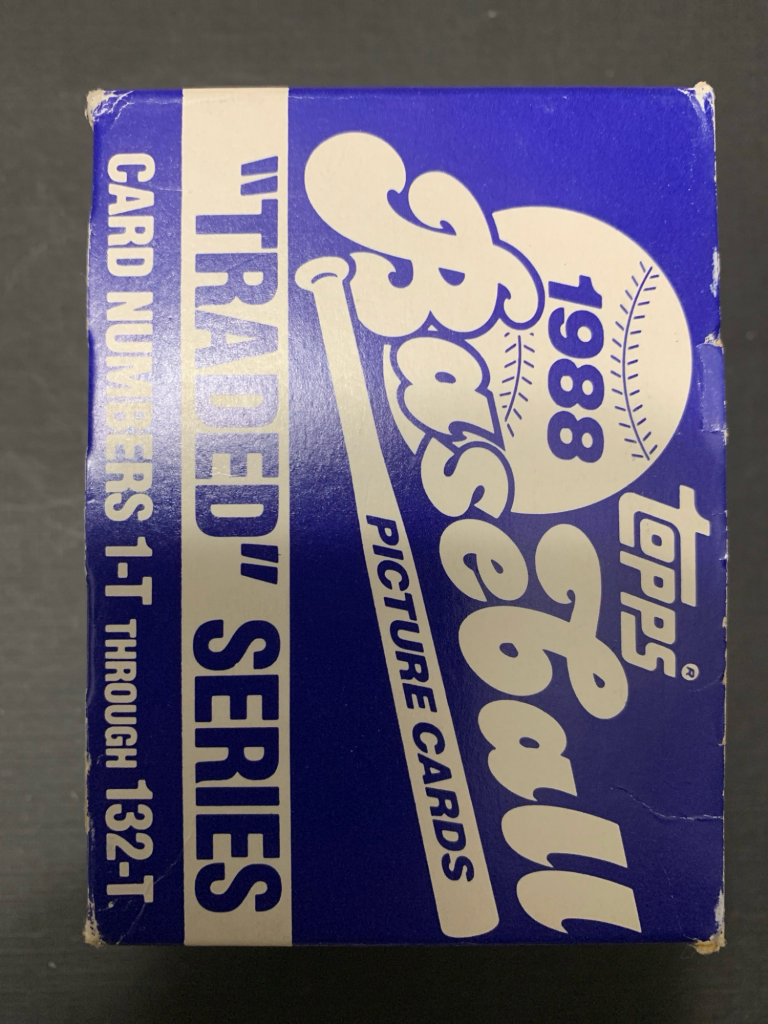 topps®
1988
Baseball
PICTURE CARDS
"TRADED" SERIES
CARD NUMBERS 1-T THROUGH 132-T